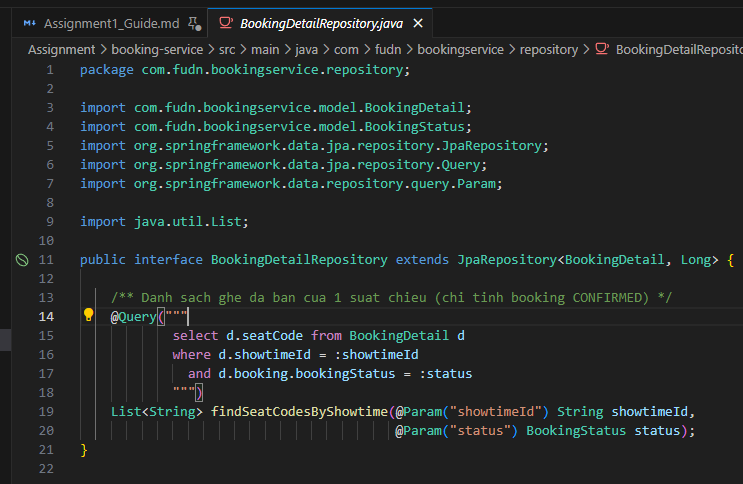 Assignment1_Guide.md
BookingDetailRepository.java
Assignment > booking-service > src > main > java > com > fudn > bookingservice > repository > BookingDetailReposito
1 package com.fudn.bookingservice.repository;
2
3 import com.fudn.bookingservice.model.BookingDetail;
4 import com.fudn.bookingservice.model.BookingStatus;
5 import org.springframework.data.jpa.repository.JpaRepository;
6 import org.springframework.data.jpa.repository.Query;
7 import org.springframework.data.repository.query.Param;
8
9 import java.util.List;
10
11 public interface BookingDetailRepository extends JpaRepository<BookingDetail, Long> {
12
13     /** Danh sach ghe da ban cua 1 suat chieu (chi tinh booking CONFIRMED) */
14     @Query("""
15             select d.seatCode from BookingDetail d
16             where d.showtimeId = :showtimeId
17               and d.booking.bookingStatus = :status
18             """)
19     List<String> findSeatCodesByShowtime(@Param("showtimeId") String showtimeId,
20                                          @Param("status") BookingStatus status);
21 }
22